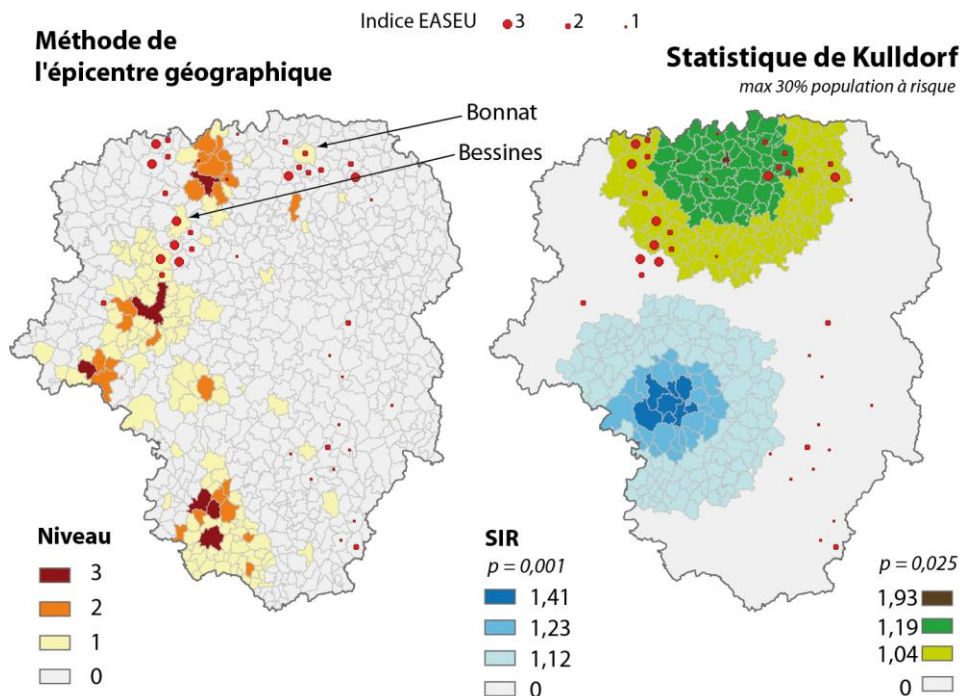 Indice EASEU 3 2 1
Méthode de
l'épicentre géographique
Statistique de Kulldorf
max 30% population à risque
Bonnat
Bessines
Niveau
3
2
1
0
SIR
p = 0,001
1,41
1,23
1,12
0
p = 0,025
1,93
1,19
1,04
0